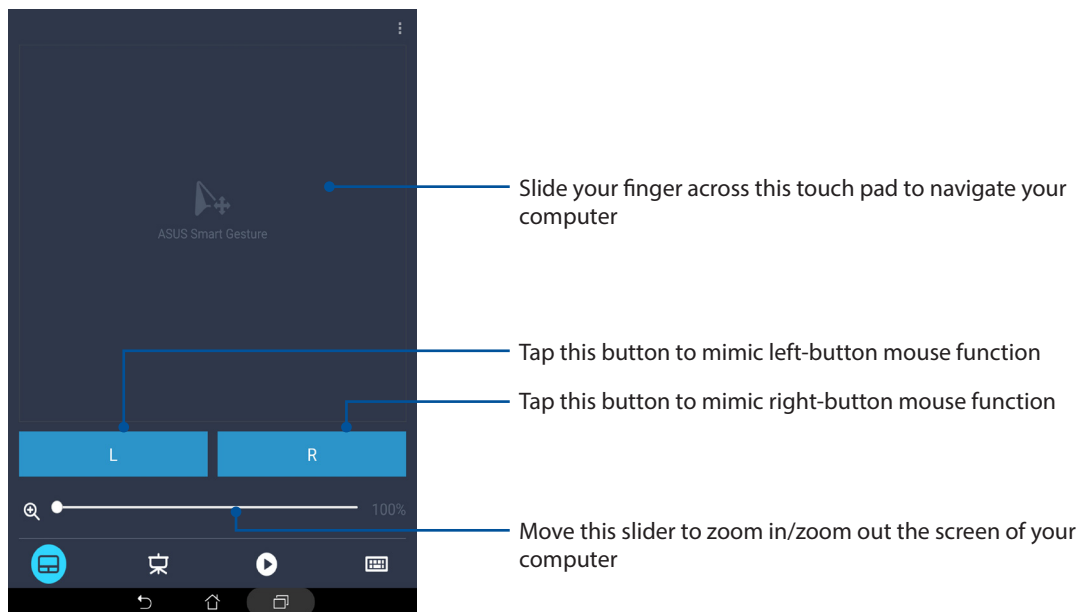 Slide your finger across this touch pad to navigate your
computer
ASUS Smart Gesture
Tap this button to mimic left-button mouse function
Tap this button to mimic right-button mouse function
L
R
100%
Move this slider to zoom in/zoom out the screen of your
computer